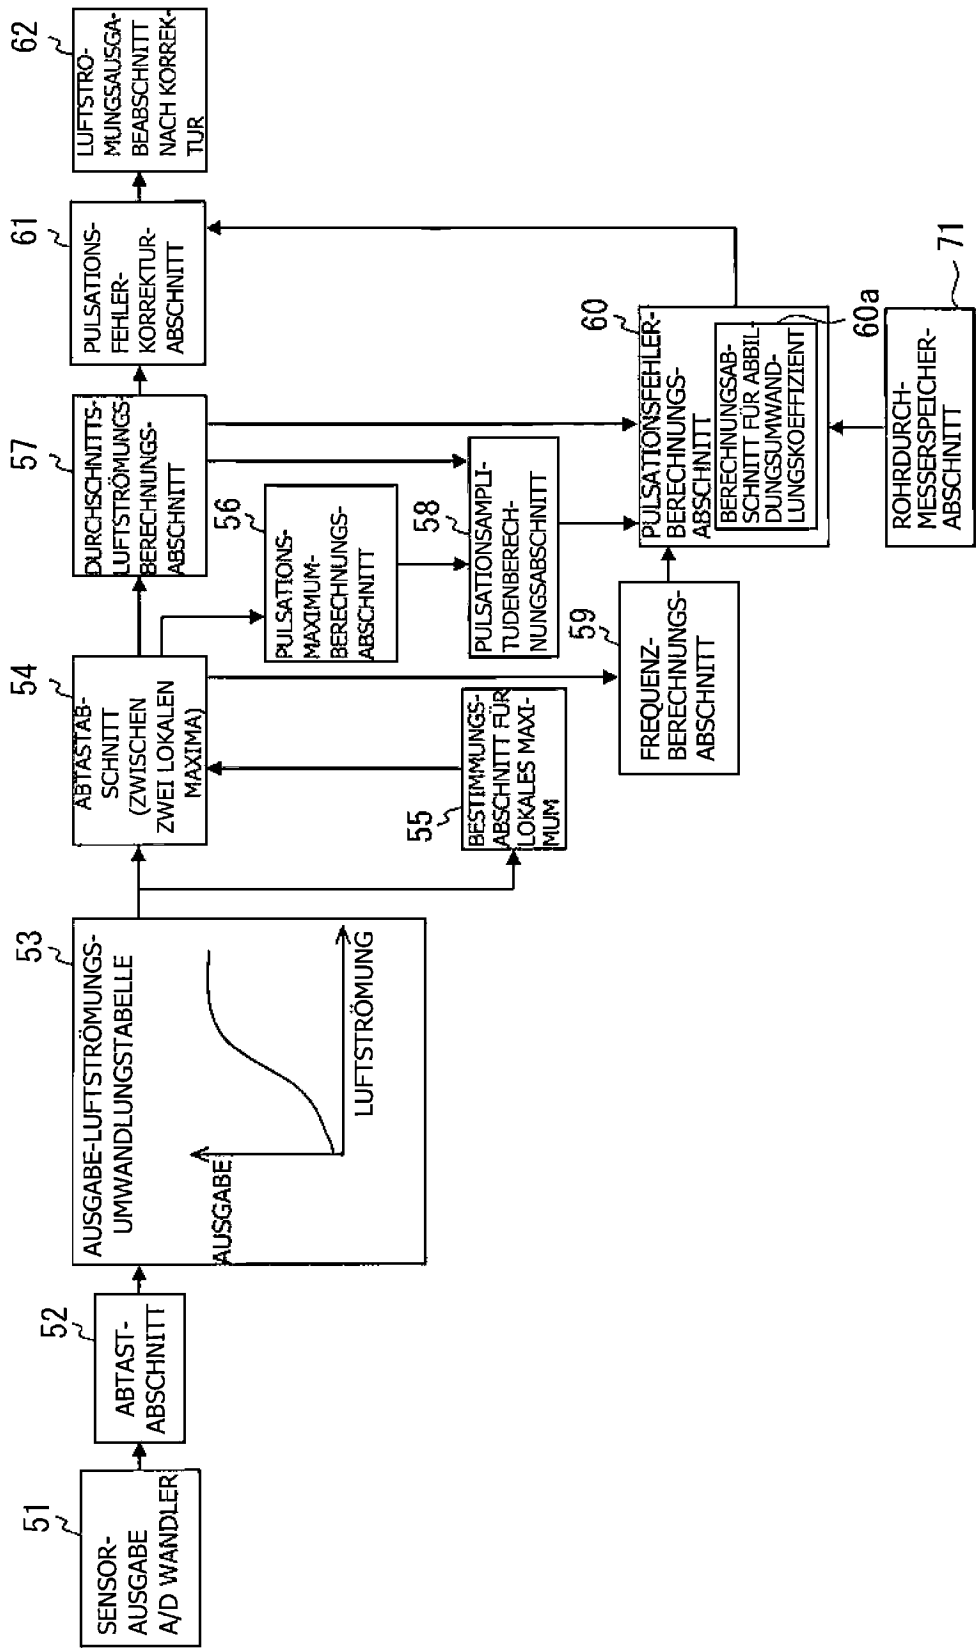 51
SENSOR-
AUSGABE
A/D WANDLER
52
ABTAST-
ABSCHNITT
53
AUSGABE-LUFTSTRÖMUNGS-
UMWANDLUNGSTABELLE
AUSGABE
LUFTSTRÖMUNG
54
ABTASTAB-
SCHNITT
(ZWISCHEN
ZWEI LOKALEN
MAXIMA)
55
BESTIMMUNGS-
ABSCHNITT FÜR
LOKALES MAXI-
MUM
56
PULSATIONS-
MAXIMUM-
BERECHNUNGS-
ABSCHNITT
57
DURCHSCHNITTS-
LUFTSTRÖMUNGS-
BERECHNUNGS-
ABSCHNITT
58
PULSATIONSAMPLI-
TUDENBERECH-
NUNGSABSCHNITT
59
FREQUENZ-
BERECHNUNGS-
ABSCHNITT
60
PULSATIONSFEHLER-
BERECHNUNGS-
ABSCHNITT
BERECHNUNGSAB-
SCHNITT FÜR ABBIL-
DUNGSUMWAND-
LUNGSKOEFFIZIENT
60a
61
PULSATIONS-
FEHLER-
KORREKTUR-
ABSCHNITT
62
LUFTSTRÖ-
MUNGSAUSGA-
BEABSCHNITT
NACH KORREK-
TUR
71
ROHRDURCH-
MESSERSPEICHER-
ABSCHNITT